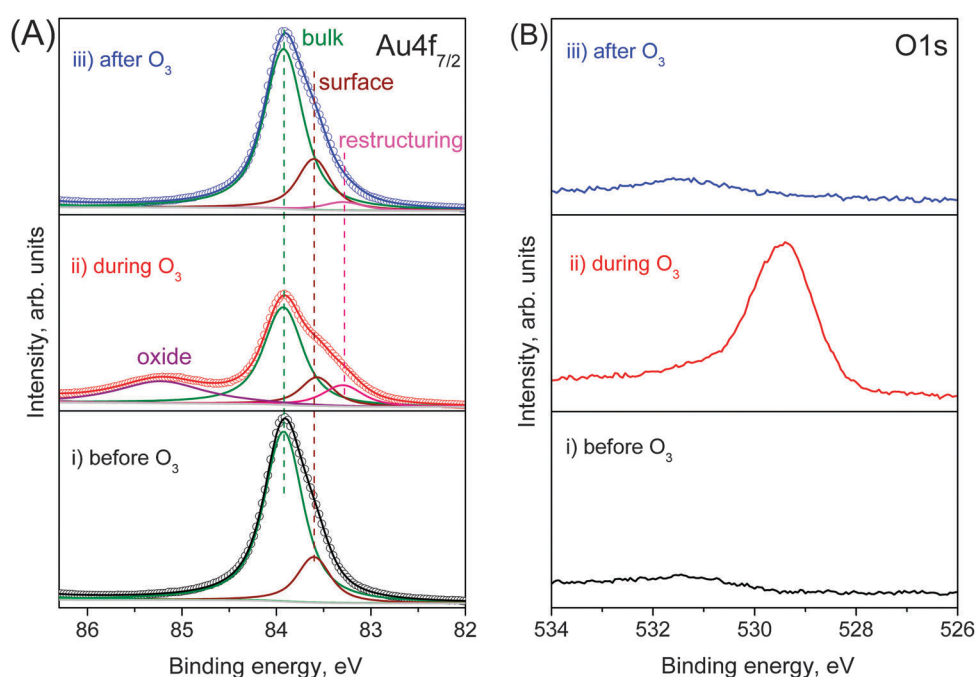 (A)
Au4f7/2
iii) after O3
bulk
surface
restructuring
ii) during O3
oxide
i) before O3
Intensity, arb. units
86 85 84 83 82
Binding energy, eV
(B)
O1s
iii) after O3
ii) during O3
i) before O3
Intensity, arb. units
534 532 530 528 526
Binding energy, eV